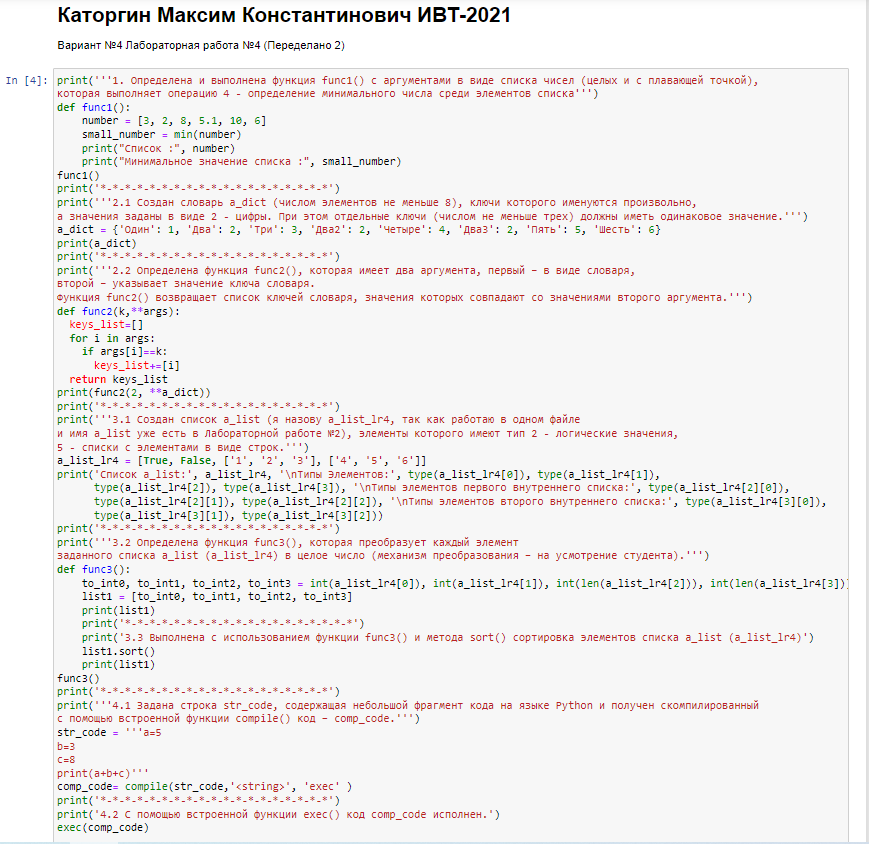 Каторгин Максим Константинович ИВТ-2021
Вариант №4 Лабораторная работа №4 (Переделано 2)
In [4]: print('''1. Определена и выполнена функция func1() с аргументами в виде списка чисел (целых и с плавающей точкой),
которая выполняет операцию 4 - определение минимального числа среди элементов списка''')
def func1():
    number = [3, 2, 8, 5.1, 10, 6]
    small_number = min(number)
    print("Список :", number)
    print("Минимальное значение списка :", small_number)
func1()
print('*-*-*-*-*-*-*-*-*-*-*-*-*-*-*-*-*-*')
print('''2.1 Создан словарь a_dict (числом элементов не меньше 8), ключи которого именуются произвольно,
а значения заданы в виде 2 - цифры. При этом отдельные ключи (числом не меньше трех) должны иметь одинаковое значение.''')
a_dict = {'Один': 1, 'Два': 2, 'Три': 3, 'Два2': 2, 'Четыре': 4, 'Два3': 2, 'Пять': 5, 'Шесть': 6}
print(a_dict)
print('*-*-*-*-*-*-*-*-*-*-*-*-*-*-*-*-*-*')
print('''2.2 Определена функция func2(), которая имеет два аргумента, первый – в виде словаря,
второй – указывает значение ключа словаря.
Функция func2() возвращает список ключей словаря, значения которых совпадают со значениями второго аргумента.''')
def func2(k,**args):
  keys_list=[]
  for i in args:
    if args[i]==k:
      keys_list+=[i]
  return keys_list
print(func2(2, **a_dict))
print('*-*-*-*-*-*-*-*-*-*-*-*-*-*-*-*-*-*')
print('''3.1 Создан список a_list (я назову a_list_lr4, так как работаю в одном файле
и имя a_list уже есть в Лабораторной работе №2), элементы которого имеют тип 2 - логические значения,
5 - списки с элементами в виде строк.''')
a_list_lr4 = [True, False, ['1', '2', '3'], ['4', '5', '6']]
print('Список a_list:', a_list_lr4, '\nТипы Элементов:', type(a_list_lr4[0]), type(a_list_lr4[1]),
      type(a_list_lr4[2]), type(a_list_lr4[3]), '\nТипы элементов первого внутреннего списка:', type(a_list_lr4[2][0]),
      type(a_list_lr4[2][1]), type(a_list_lr4[2][2]), '\nТипы элементов второго внутреннего списка:', type(a_list_lr4[3][0]),
      type(a_list_lr4[3][1]), type(a_list_lr4[3][2]))
print('*-*-*-*-*-*-*-*-*-*-*-*-*-*-*-*-*-*')
print('''3.2 Определена функция func3(), которая преобразует каждый элемент
заданного списка a_list (a_list_lr4) в целое число (механизм преобразования – на усмотрение студента).''')
def func3():
    to_int0, to_int1, to_int2, to_int3 = int(a_list_lr4[0]), int(a_list_lr4[1]), int(len(a_list_lr4[2])), int(len(a_list_lr4[3]))
    list1 = [to_int0, to_int1, to_int2, to_int3]
    print(list1)
    print('*-*-*-*-*-*-*-*-*-*-*-*-*-*-*-*-*-*')
    print('3.3 Выполнена с использованием функции func3() и метода sort() сортировка элементов списка a_list (a_list_lr4)')
    list1.sort()
    print(list1)
func3()
print('*-*-*-*-*-*-*-*-*-*-*-*-*-*-*-*-*-*')
print('''4.1 Задана строка str_code, содержащая небольшой фрагмент кода на языке Python и получен скомпилированный
с помощью встроенной функции compile() код – comp_code.''')
str_code = '''a=5
b=3
c=8
print(a+b+c)'''
comp_code= compile(str_code,'<string>', 'exec' )
print('*-*-*-*-*-*-*-*-*-*-*-*-*-*-*-*-*-*')
print('4.2 С помощью встроенной функции exec() код comp_code исполнен.')
exec(comp_code)